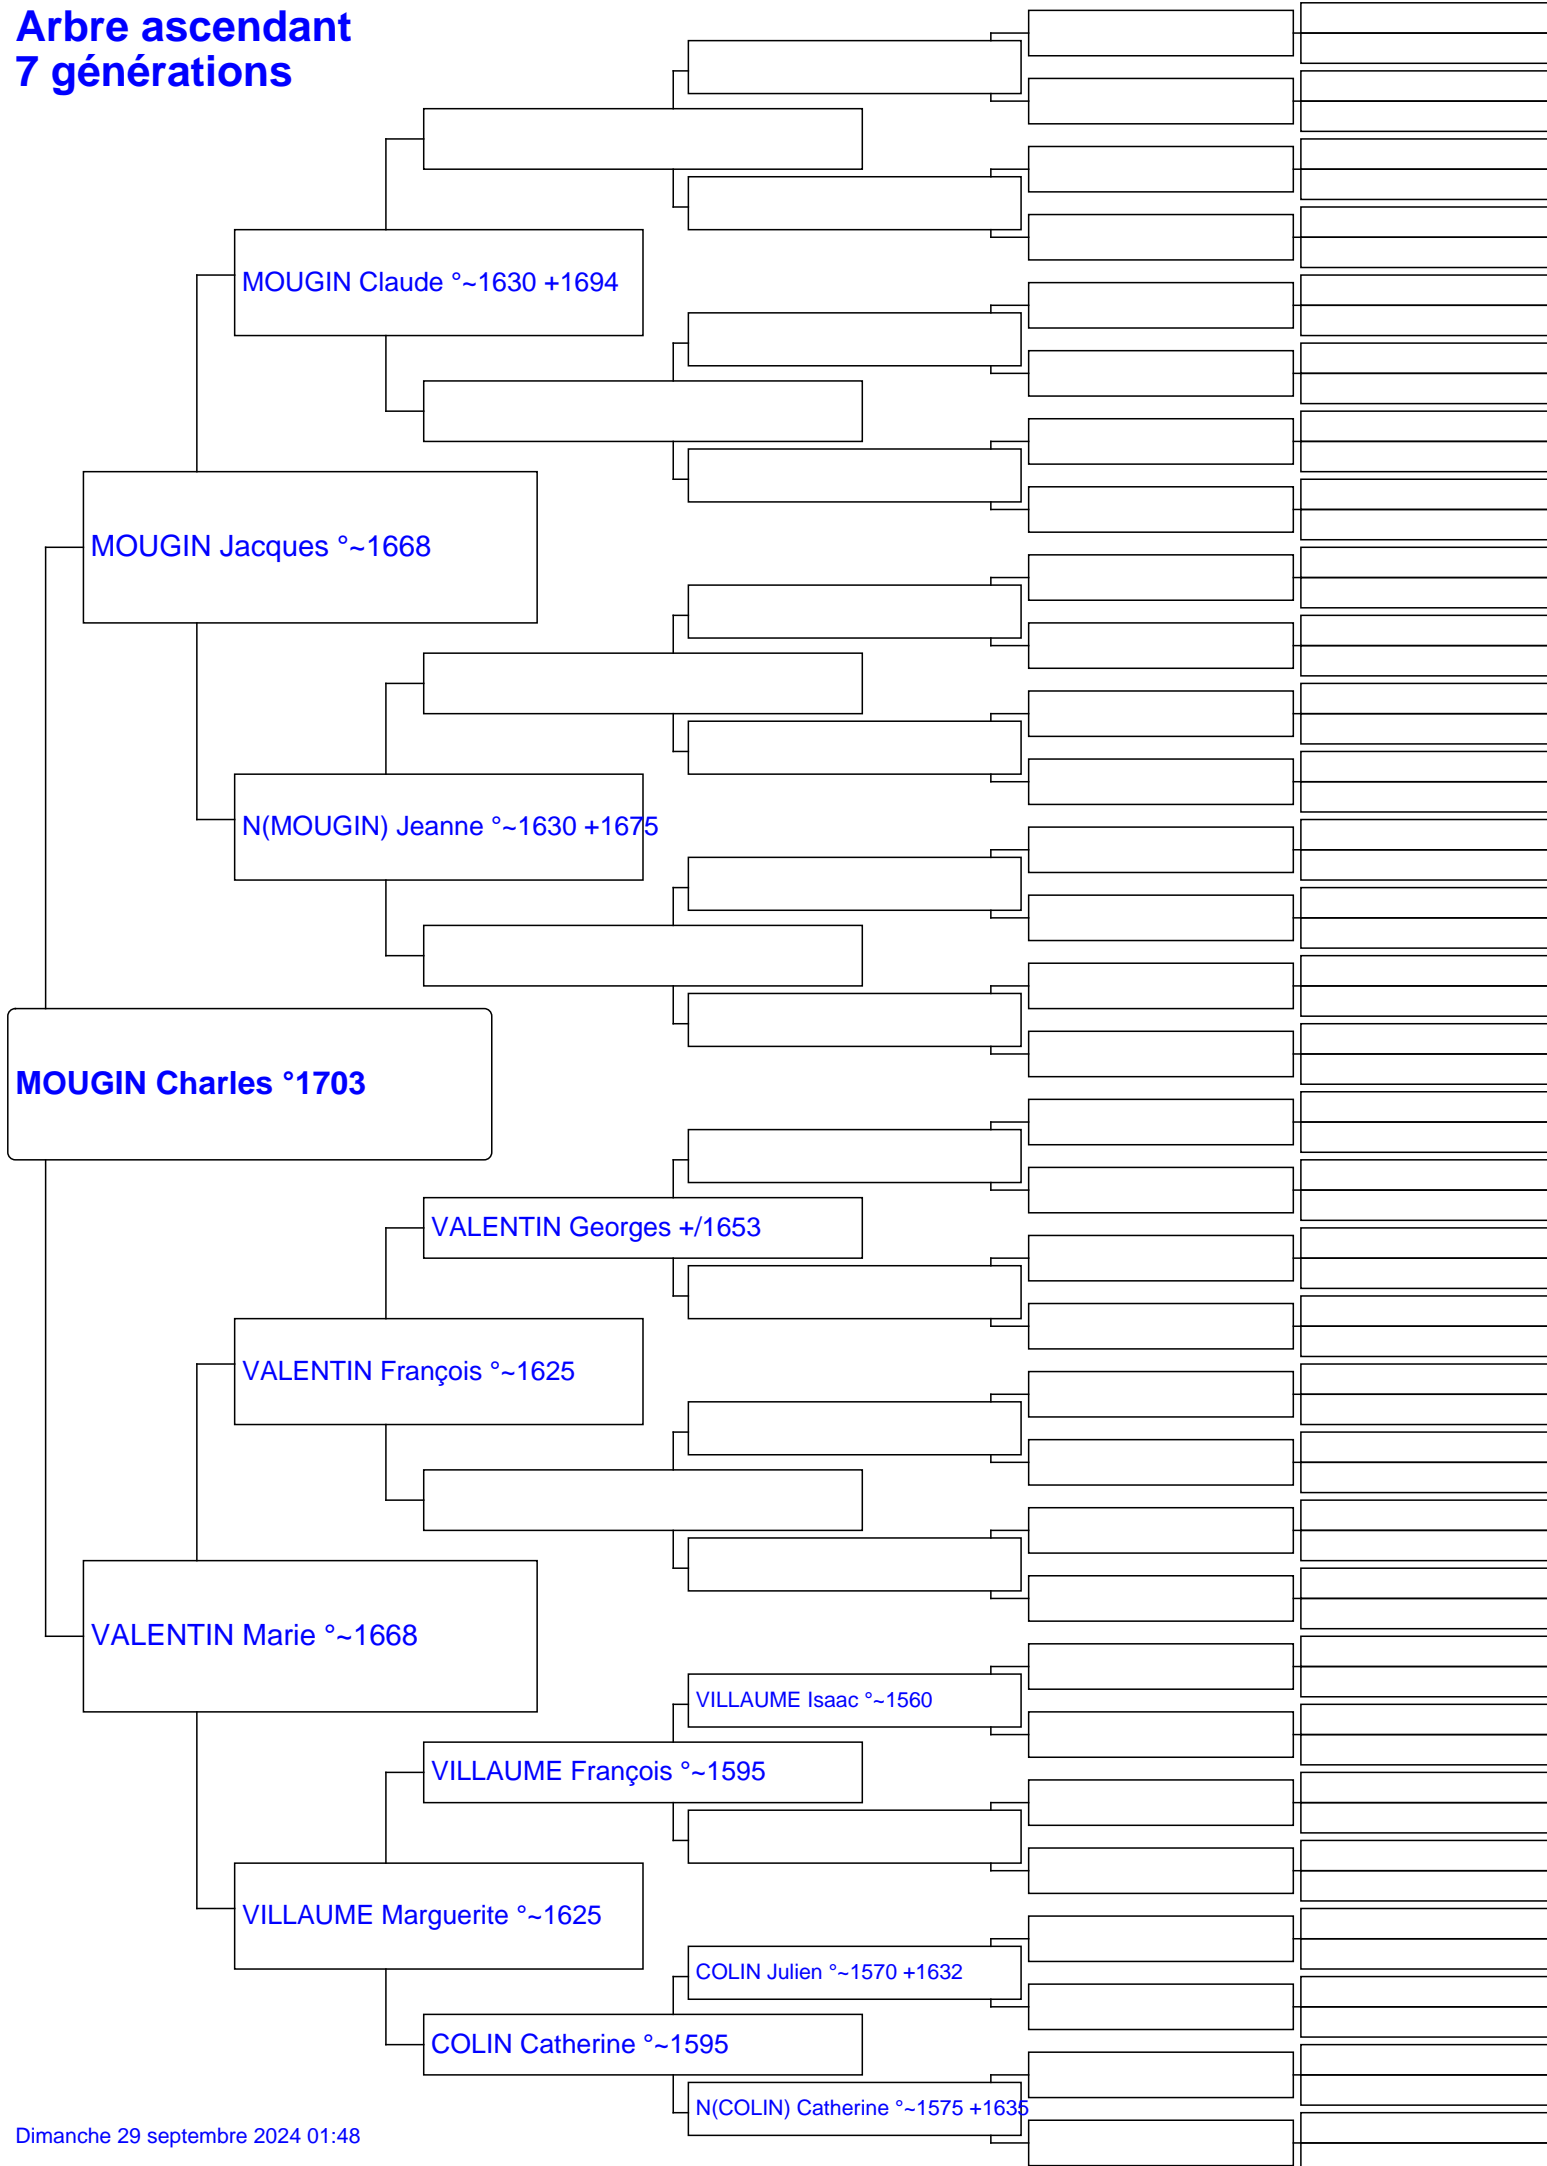 Arbre ascendant
7 générations
MOUGIN Claude °~1630 +1694
MOUGIN Jacques °~1668
N(MOUGIN) Jeanne °~1630 +1675
MOUGIN Charles °1703
VALENTIN Georges +/1653
VALENTIN François °~1625
VALENTIN Marie °~1668
VILLAUME Isaac °~1560
VILLAUME François °~1595
VILLAUME Marguerite °~1625
COLIN Julien °~1570 +1632
COLIN Catherine °~1595
N(COLIN) Catherine °~1575 +1635
Dimanche 29 septembre 2024 01:48